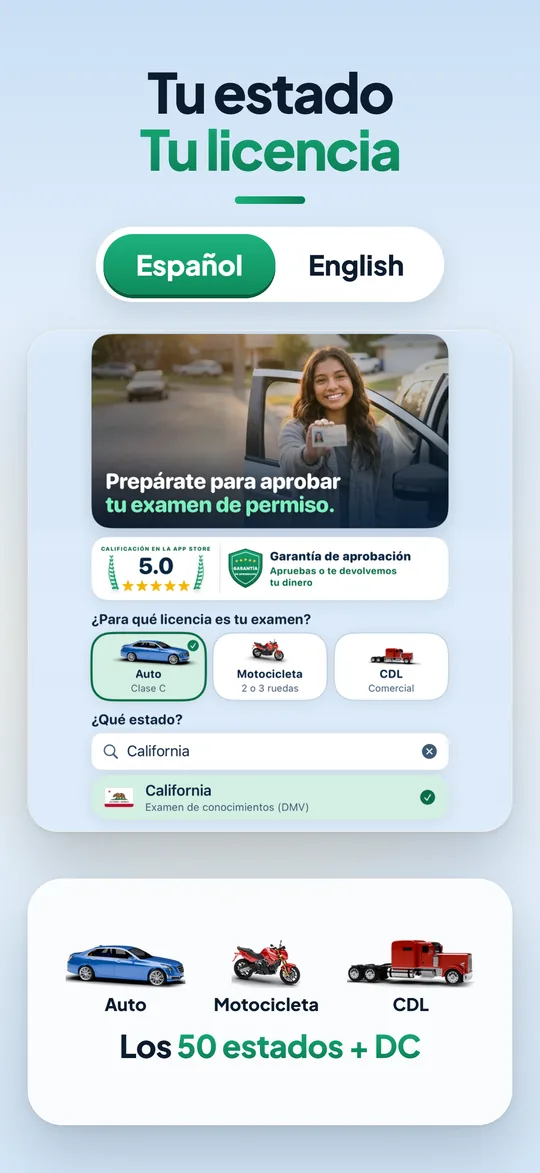 Tu estado
Tu licencia
Español English
Prepárate para aprobar
tu examen de permiso.
CALIFICACIÓN EN LA APP STORE
5.0
GARANTÍA
Garantía de aprobación
Apruebas o te devolvemos
tu dinero
¿Para qué licencia es tu examen?
Auto
Clase C
Motocicleta
2 o 3 ruedas
CDL
Comercial
¿Qué estado?
California
California
Examen de conocimientos (DMV)
Auto Motocicleta CDL
Los 50 estados + DC